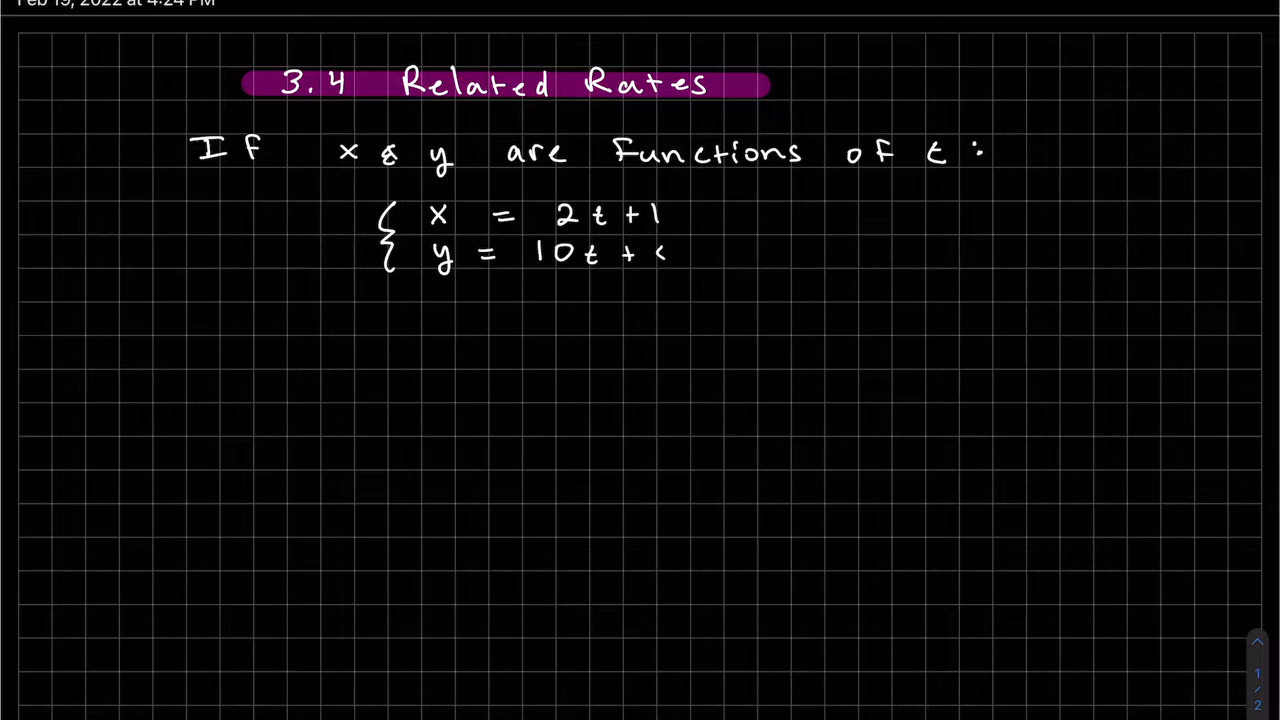 Feb 19, 2022 at 4:24 PM
3.4 Related Rates
If x & y are functions of t:
x = 2t + 1
y = 10t +
1/2